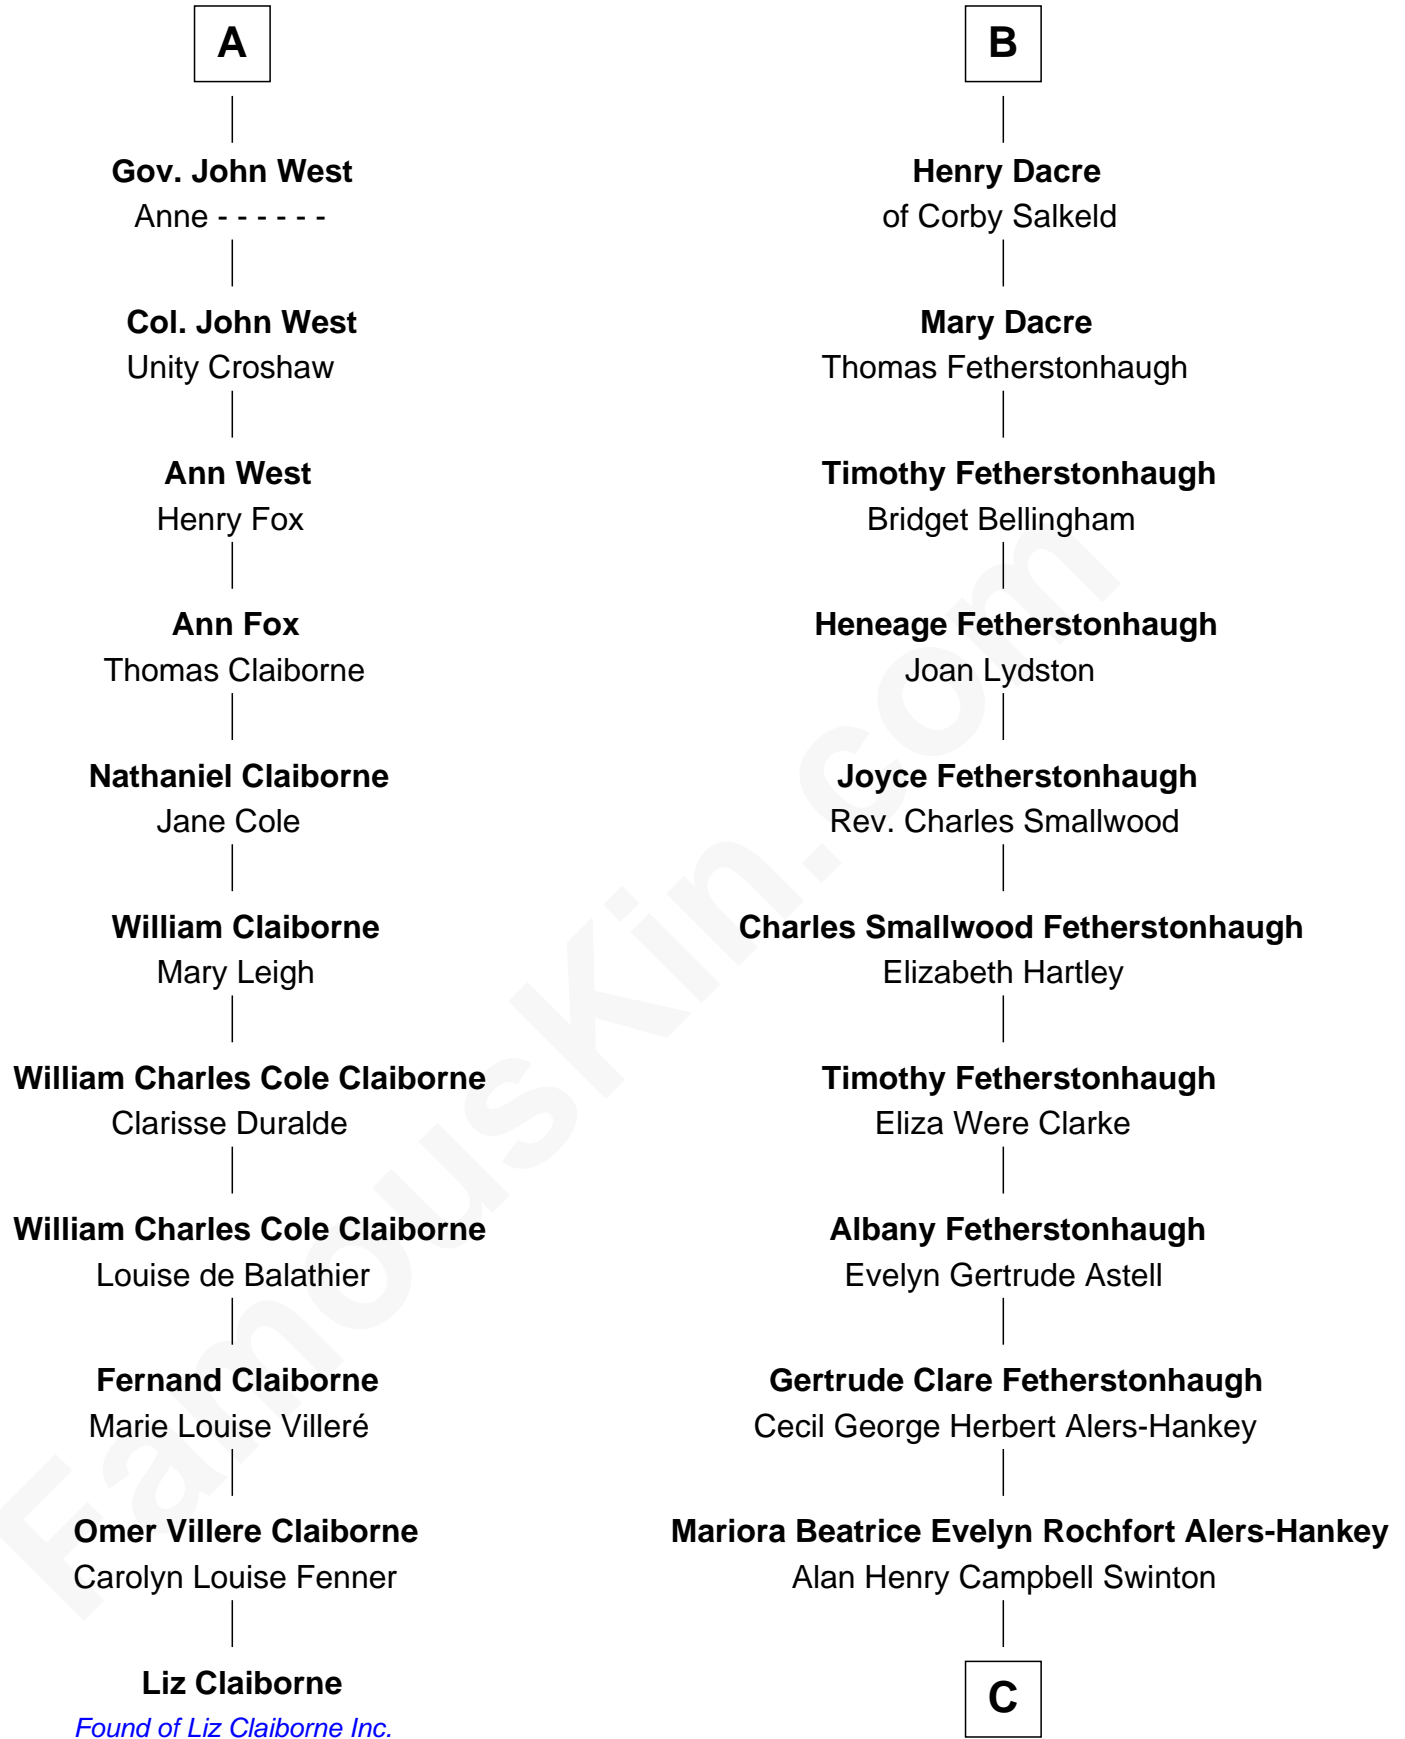 A
Gov. John West
Anne - - - - - -
Col. John West
Unity Croshaw
Ann West
Henry Fox
Ann Fox
Thomas Claiborne
Nathaniel Claiborne
Jane Cole
William Claiborne
Mary Leigh
William Charles Cole Claiborne
Clarisse Duralde
William Charles Cole Claiborne
Louise de Balathier
Fernand Claiborne
Marie Louise Villeré
Omer Villere Claiborne
Carolyn Louise Fenner
Liz Claiborne
Found of Liz Claiborne Inc.
B
Henry Dacre
of Corby Salkeld
Mary Dacre
Thomas Fetherstonhaugh
Timothy Fetherstonhaugh
Bridget Bellingham
Heneage Fetherstonhaugh
Joan Lydston
Joyce Fetherstonhaugh
Rev. Charles Smallwood
Charles Smallwood Fetherstonhaugh
Elizabeth Hartley
Timothy Fetherstonhaugh
Eliza Were Clarke
Albany Fetherstonhaugh
Evelyn Gertrude Astell
Gertrude Clare Fetherstonhaugh
Cecil George Herbert Alers-Hankey
Mariora Beatrice Evelyn Rochfort Alers-Hankey
Alan Henry Campbell Swinton
C
FamousKin.com